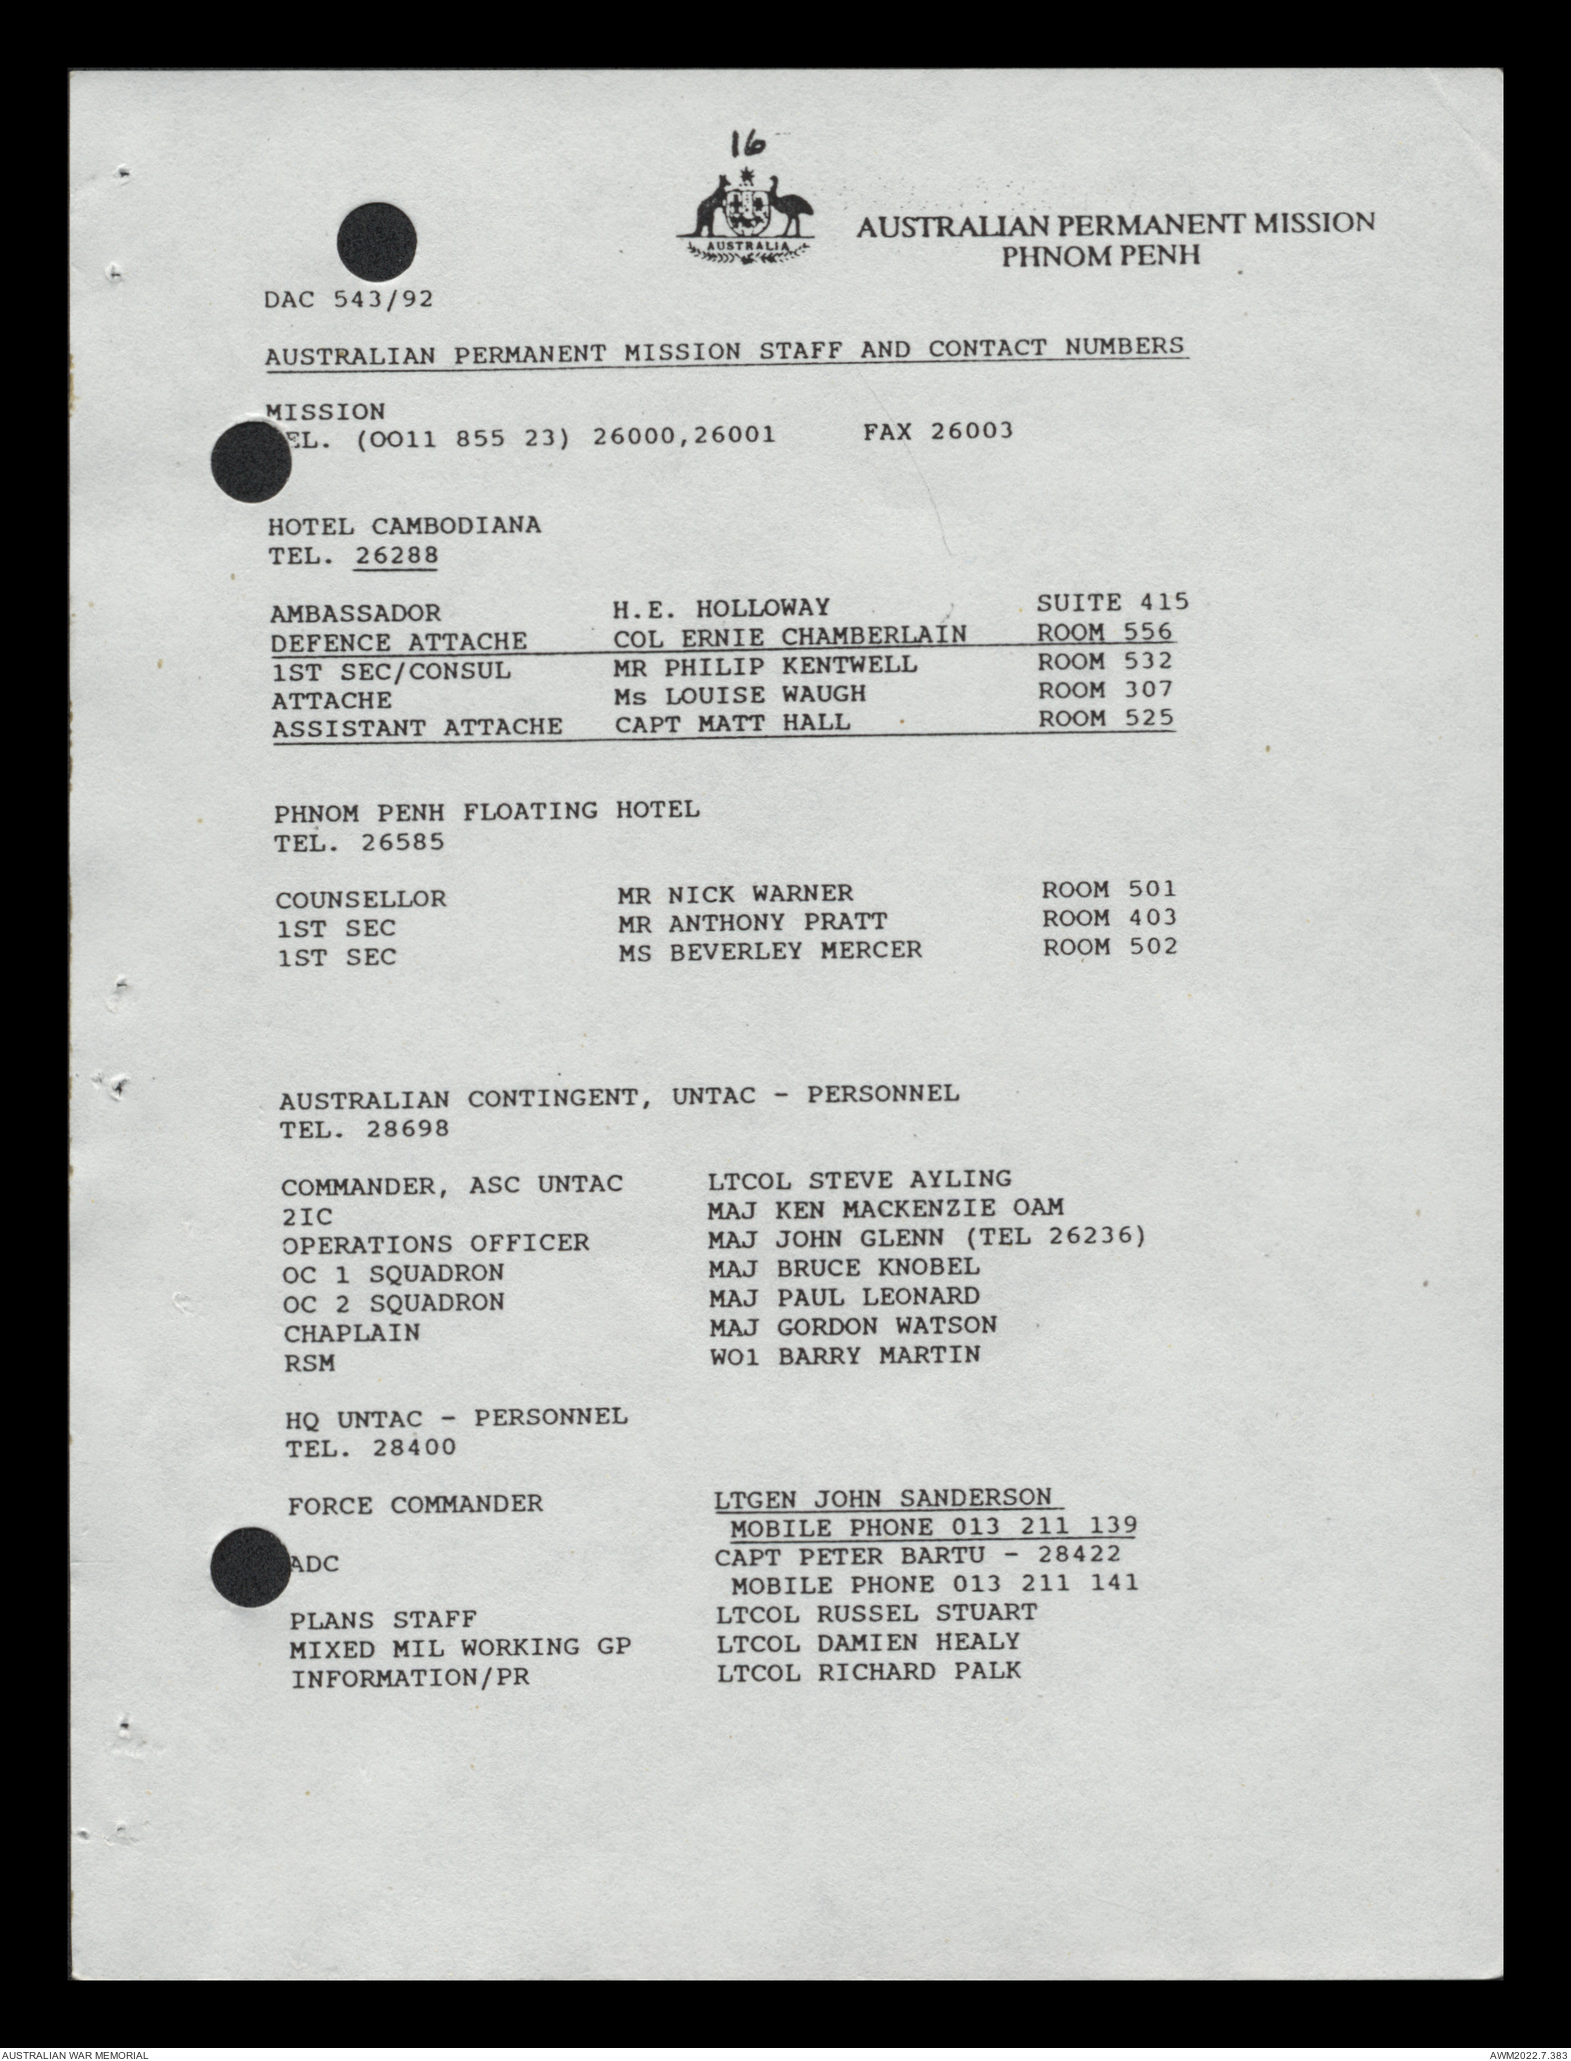 16
AUSTRALIA
AUSTRALIAN PERMANENT MISSION
PHNOM PENH
DAC 543/92
AUSTRALIAN PERMANENT MISSION STAFF AND CONTACT NUMBERS
MISSION
EL. (OO11 855 23) 26000,26001 FAX 26003
HOTEL CAMBODIANA
TEL. 26288
AMBASSADOR H.E. HOLLOWAY SUITE 415
DEFENCE ATTACHE COL ERNIE CHAMBERLAIN ROOM 556
1ST SEC/CONSUL MR PHILIP KENTWELL ROOM 532
ATTACHE Ms LOUISE WAUGH ROOM 307
ASSISTANT ATTACHE CAPT MATT HALL ROOM 525
PHNOM PENH FLOATING HOTEL
TEL. 26585
COUNSELLOR MR NICK WARNER ROOM 501
1ST SEC MR ANTHONY PRATT ROOM 403
1ST SEC MS BEVERLEY MERCER ROOM 502
AUSTRALIAN CONTINGENT, UNTAC - PERSONNEL
TEL. 28698
COMMANDER, ASC UNTAC LTCOL STEVE AYLING
2IC MAJ KEN MACKENZIE OAM
OPERATIONS OFFICER MAJ JOHN GLENN (TEL 26236)
OC 1 SQUADRON MAJ BRUCE KNOBEL
OC 2 SQUADRON MAJ PAUL LEONARD
CHAPLAIN MAJ GORDON WATSON
RSM WO1 BARRY MARTIN
HQ UNTAC - PERSONNEL
TEL. 28400
FORCE COMMANDER LTGEN JOHN SANDERSON
MOBILE PHONE 013 211 139
ADC CAPT PETER BARTU - 28422
MOBILE PHONE 013 211 141
PLANS STAFF LTCOL RUSSEL STUART
MIXED MIL WORKING GP LTCOL DAMIEN HEALY
INFORMATION/PR LTCOL RICHARD PALK
AUSTRALIAN WAR MEMORIAL AWM2022.7.383